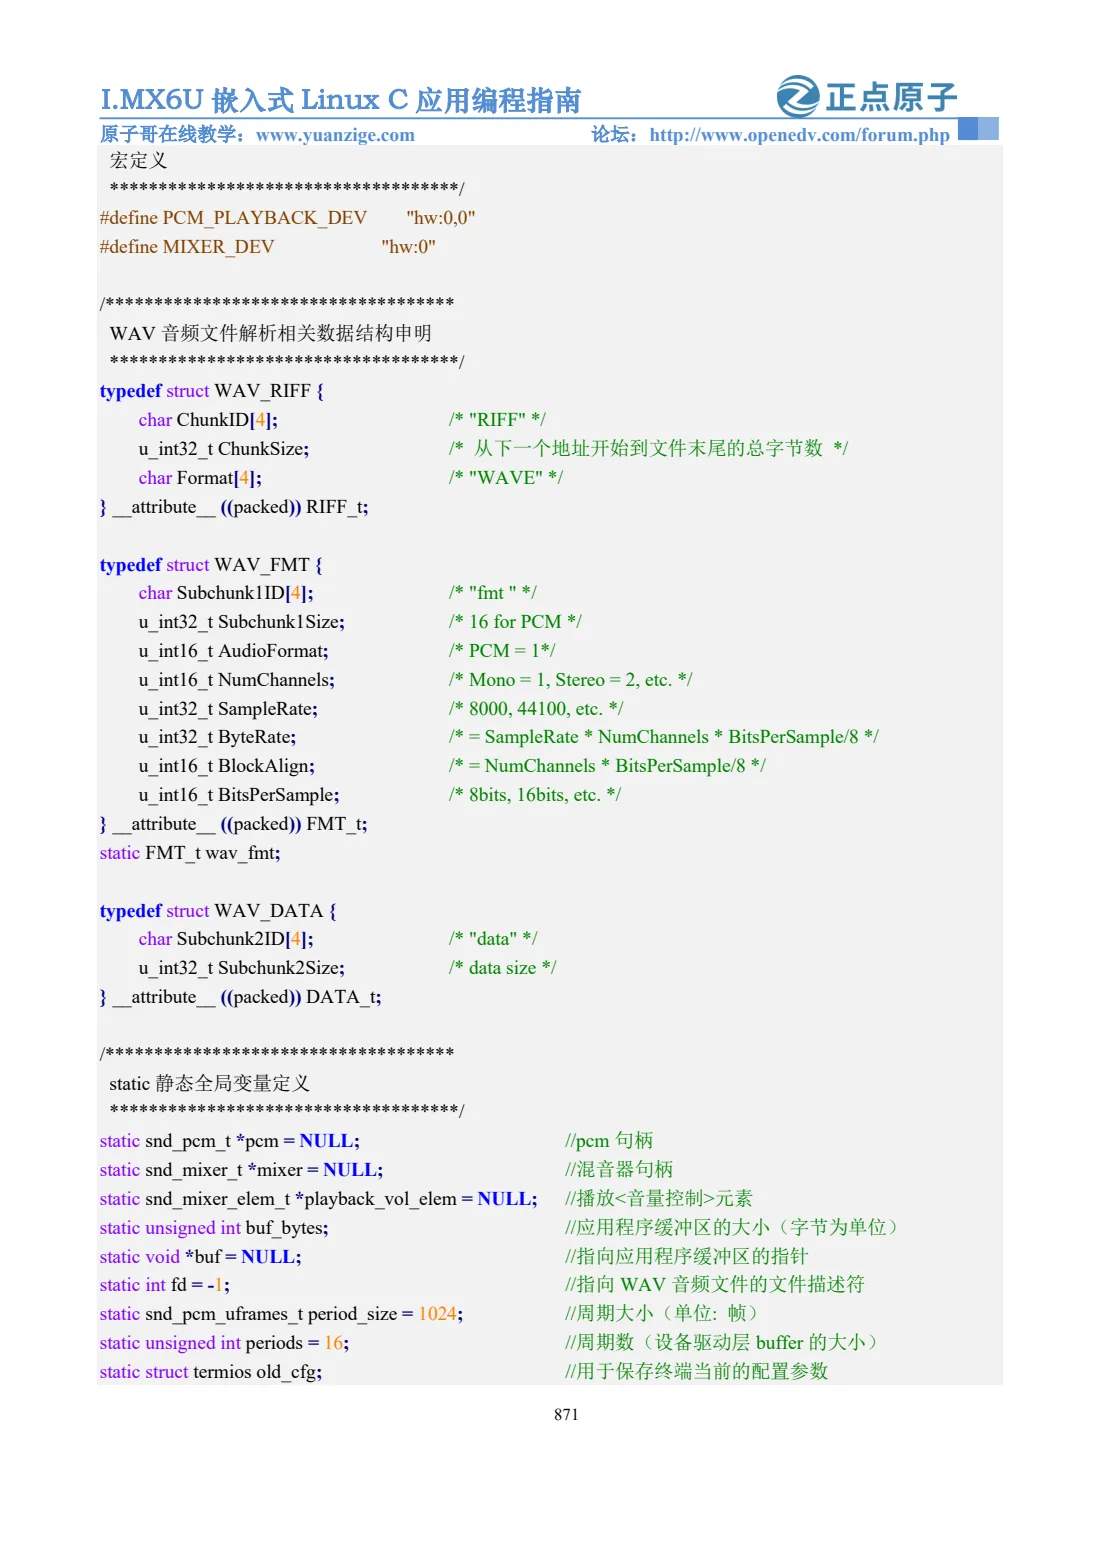 I.MX6U 嵌入式 Linux C 应用编程指南
正点原子
原子哥在线教学：www.yuanzige.com 论坛：http://www.openedv.com/forum.php
宏定义
************************************/
#define PCM_PLAYBACK_DEV "hw:0,0"
#define MIXER_DEV "hw:0"
/************************************
WAV 音频文件解析相关数据结构申明
************************************/
typedef struct WAV_RIFF {
char ChunkID[4]; /* "RIFF" */
u_int32_t ChunkSize; /* 从下一个地址开始到文件末尾的总字节数 */
char Format[4]; /* "WAVE" */
} __attribute__ ((packed)) RIFF_t;
typedef struct WAV_FMT {
char Subchunk1ID[4]; /* "fmt " */
u_int32_t Subchunk1Size; /* 16 for PCM */
u_int16_t AudioFormat; /* PCM = 1*/
u_int16_t NumChannels; /* Mono = 1, Stereo = 2, etc. */
u_int32_t SampleRate; /* 8000, 44100, etc. */
u_int32_t ByteRate; /* = SampleRate * NumChannels * BitsPerSample/8 */
u_int16_t BlockAlign; /* = NumChannels * BitsPerSample/8 */
u_int16_t BitsPerSample; /* 8bits, 16bits, etc. */
} __attribute__ ((packed)) FMT_t;
static FMT_t wav_fmt;
typedef struct WAV_DATA {
char Subchunk2ID[4]; /* "data" */
u_int32_t Subchunk2Size; /* data size */
} __attribute__ ((packed)) DATA_t;
/************************************
static 静态全局变量定义
************************************/
static snd_pcm_t *pcm = NULL; //pcm 句柄
static snd_mixer_t *mixer = NULL; //混音器句柄
static snd_mixer_elem_t *playback_vol_elem = NULL; //播放<音量控制>元素
static unsigned int buf_bytes; //应用程序缓冲区的大小（字节为单位）
static void *buf = NULL; //指向应用程序缓冲区的指针
static int fd = -1; //指向 WAV 音频文件的文件描述符
static snd_pcm_uframes_t period_size = 1024; //周期大小（单位: 帧）
static unsigned int periods = 16; //周期数（设备驱动层 buffer 的大小）
static struct termios old_cfg; //用于保存终端当前的配置参数
871